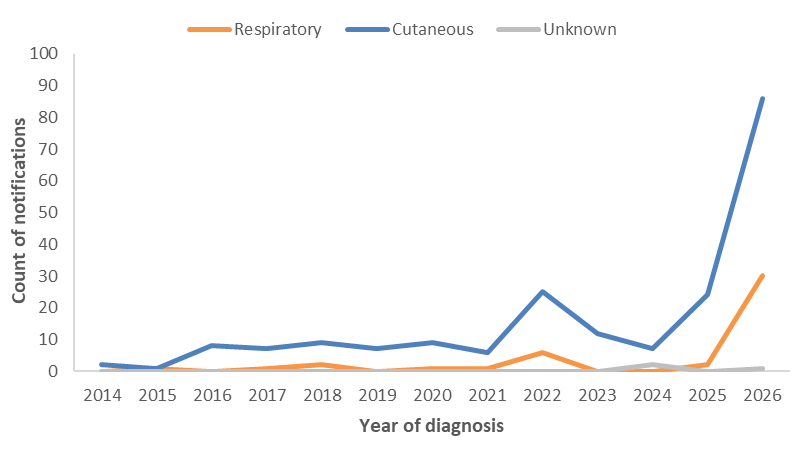 Respiratory Cutaneous Unknown
100
90
80
70
60
50
40
30
20
10
0
Count of notifications
2014 2015 2016 2017 2018 2019 2020 2021 2022 2023 2024 2025 2026
Year of diagnosis